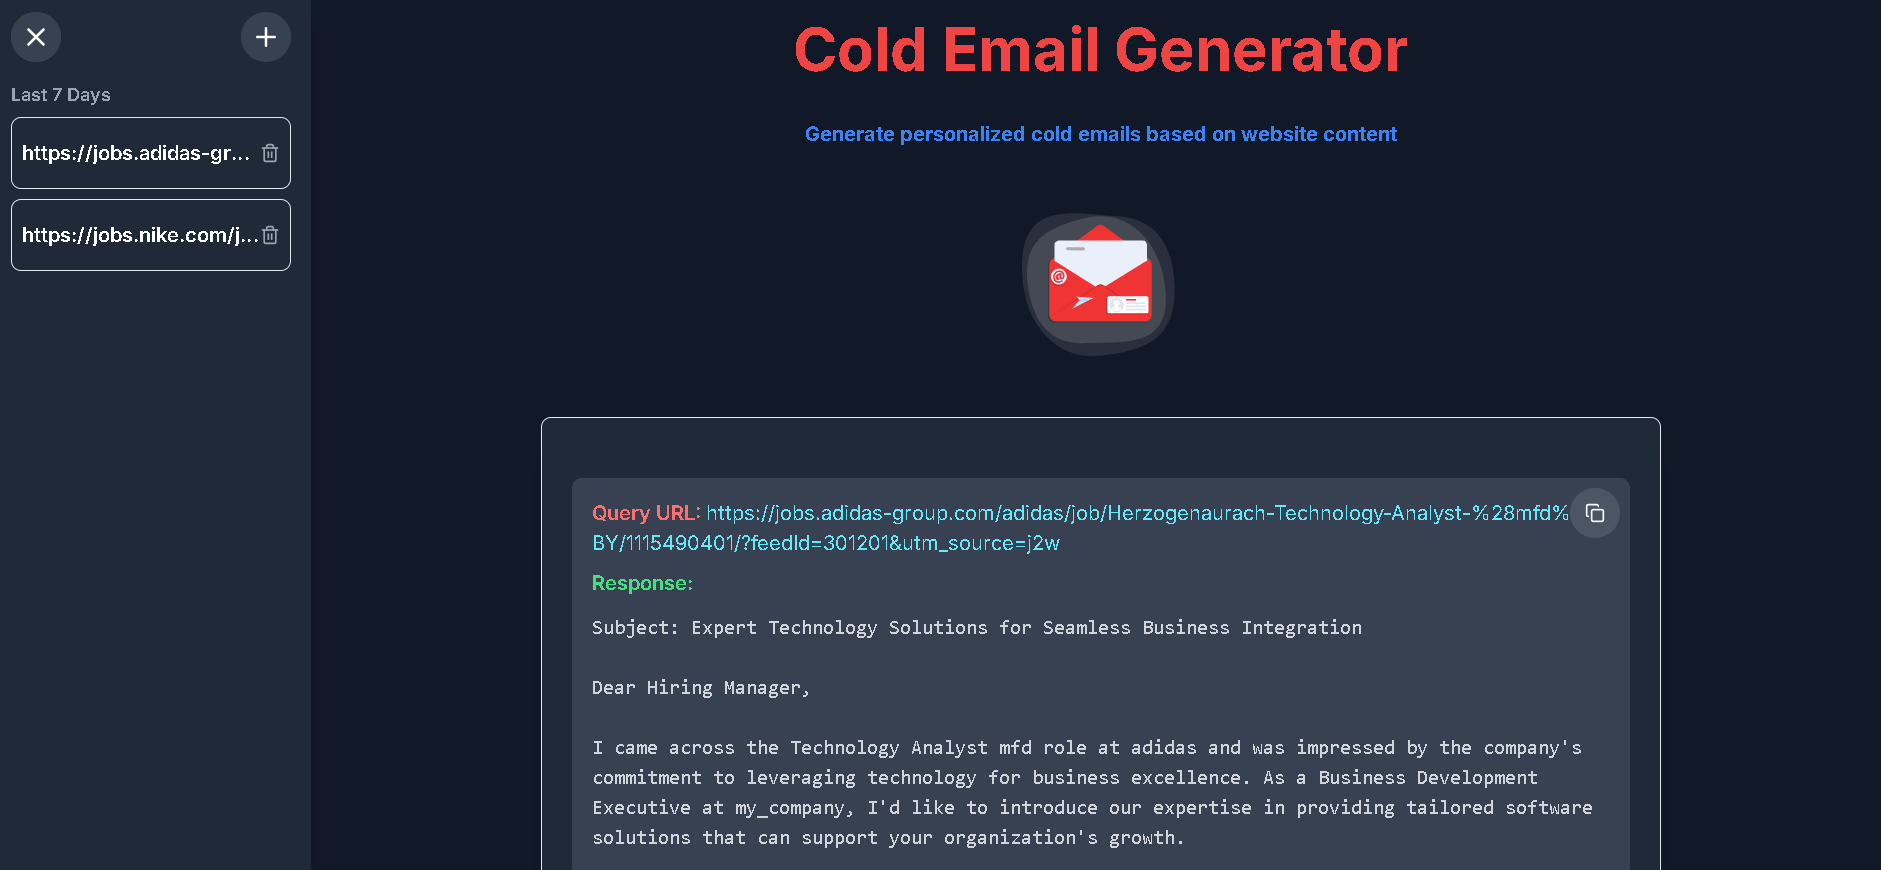 Last 7 Days
https://jobs.adidas-gr...
https://jobs.nike.com/j...
Cold Email Generator
Generate personalized cold emails based on website content
@
Query URL: https://jobs.adidas-group.com/adidas/job/Herzogenaurach-Technology-Analyst-%28mfd%
BY/1115490401/?feedId=301201&utm_source=j2w
Response:
Subject: Expert Technology Solutions for Seamless Business Integration
Dear Hiring Manager,
I came across the Technology Analyst mfd role at adidas and was impressed by the company's
commitment to leveraging technology for business excellence. As a Business Development
Executive at my_company, I'd like to introduce our expertise in providing tailored software
solutions that can support your organization's growth.